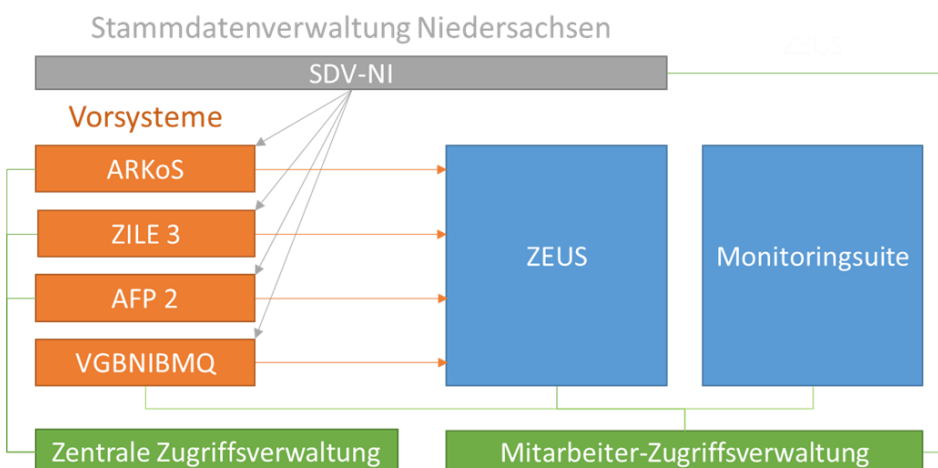 Stammdatenverwaltung Niedersachsen
SDV-NI
Vorsysteme
ARKoS
ZILE 3
AFP 2
VGBNIBMQ
ZEUS
Monitoringsuite
Zentrale Zugriffsverwaltung
Mitarbeiter-Zugriffsverwaltung